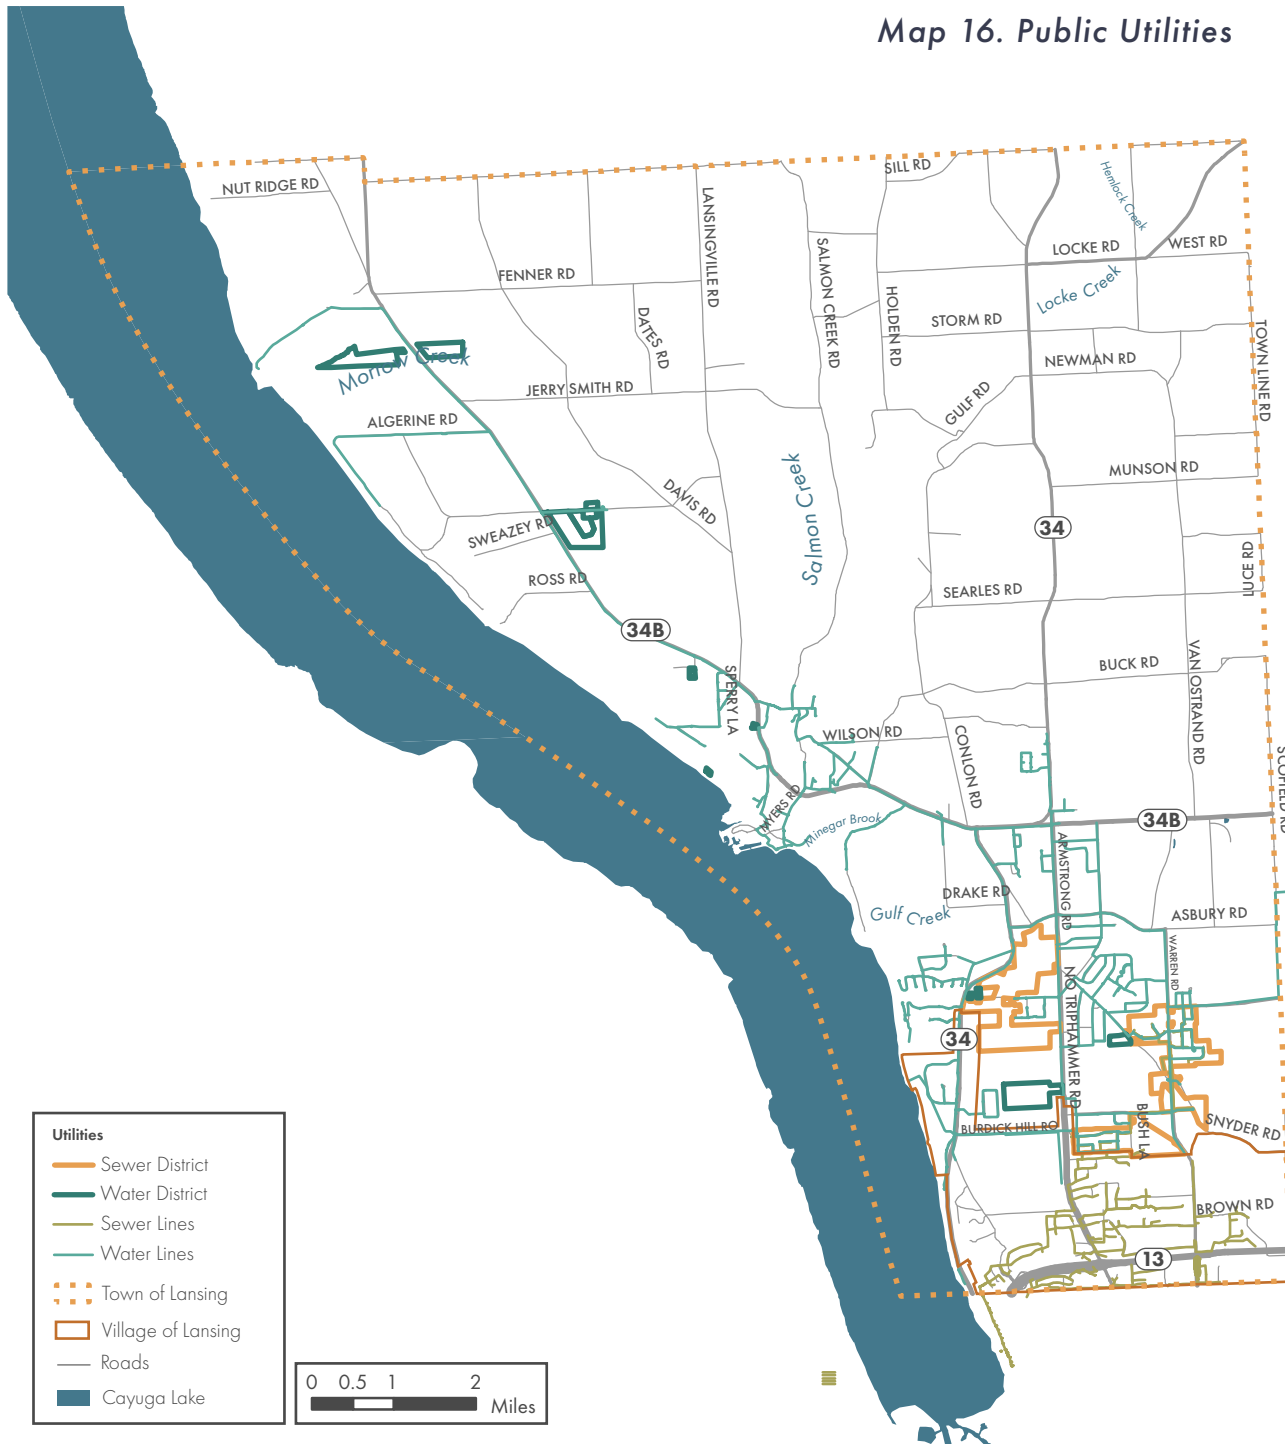 Map 16. Public Utilities
NUT RIDGE RD
SILL RD
Hemlock Creek
LANSINGVILLE RD
SALMON CREEK RD
LOCKE RD
WEST RD
FENNER RD
Locke Creek
HOLDEN RD
DATES RD
STORM RD
TOWN LINE RD
Morrow Creek
NEWMAN RD
JERRY SMITH RD
GULF RD
ALGERINE RD
MUNSON RD
Salmon Creek
DAVIS RD
SWEAZEY RD
34
LUCE RD
ROSS RD
SEARLES RD
34B
BUCK RD
VAN OSTRAND RD
SPERRY LA
WILSON RD
CONLON RD
SCOFIELD RD
MYERS RD
Minegar Brook
34B
ARMSTRONG RD
DRAKE RD
Gulf Creek
ASBURY RD
WARREN RD
NO TRIPHAMMER RD
34
BURDICK HILL RD
BUSH LA
SNYDER RD
BROWN RD
13
Utilities
Sewer District
Water District
Sewer Lines
Water Lines
Town of Lansing
Village of Lansing
Roads
Cayuga Lake
0 0.5 1 2
Miles